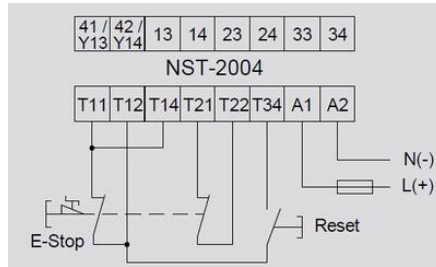 41 / 42 / 13 14 23 24 33 34
Y13 Y14
NST-2004
T11 T12 T14 T21 T22 T34 A1 A2
N(-)
L(+)
E-Stop
Reset